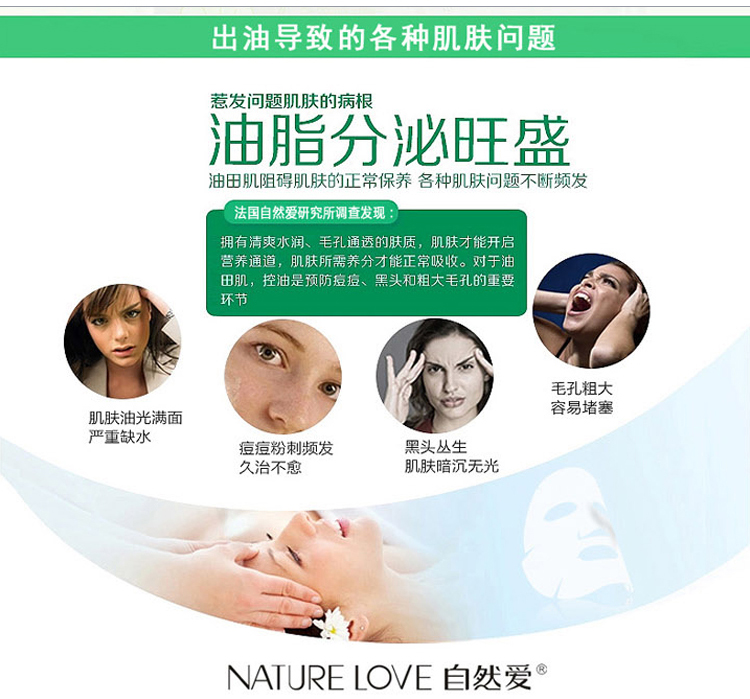 出油导致的各种肌肤问题
惹发问题肌肤的病根
油脂分泌旺盛
油田肌阻碍肌肤的正常保养 各种肌肤问题不断频发
法国自然爱研究所调查发现：
拥有清爽水润、毛孔通透的肤质，肌肤才能开启
营养通道，肌肤所需养分才能正常吸收。对于油
田肌，控油是预防痘痘、黑头和粗大毛孔的重要
环节
肌肤油光满面
严重缺水
痘痘粉刺频发
久治不愈
黑头丛生
肌肤暗沉无光
毛孔粗大
容易堵塞
NATURE LOVE 自然爱®